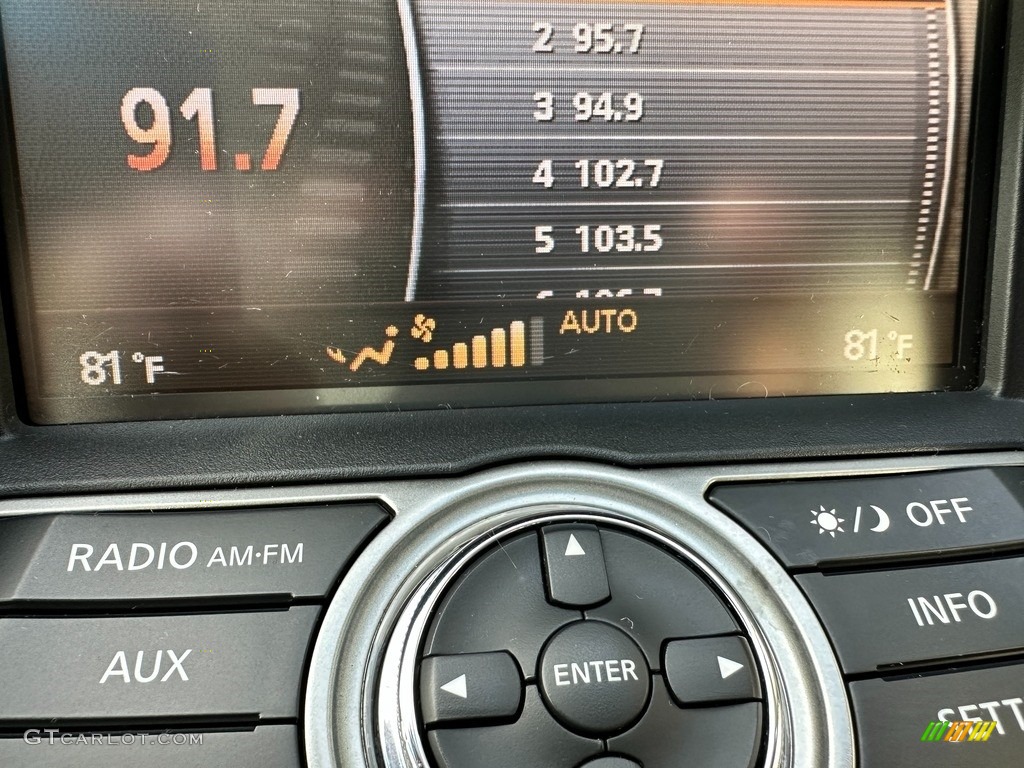 91.7
2 95.7
3 94.9
4 102.7
5 103.5
81 °F
AUTO
81 °F
RADIO AM·FM
OFF
AUX
INFO
ENTER
GTCARLOT.COM